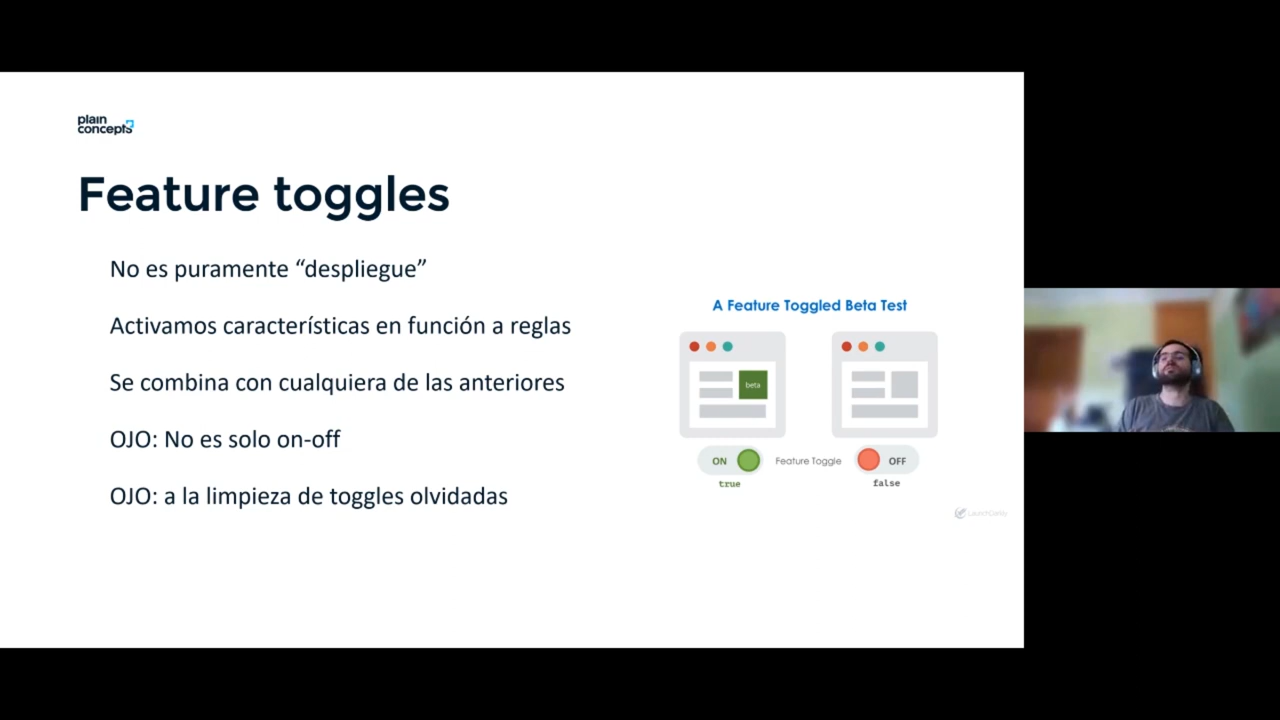 plain
concepts
Feature toggles
No es puramente “despliegue”
Activamos características en función a reglas
Se combina con cualquiera de las anteriores
OJO: No es solo on-off
OJO: a la limpieza de toggles olvidadas
A Feature Toggled Beta Test
beta
ON
Feature Toggle
OFF
true
false
LaunchDarkly